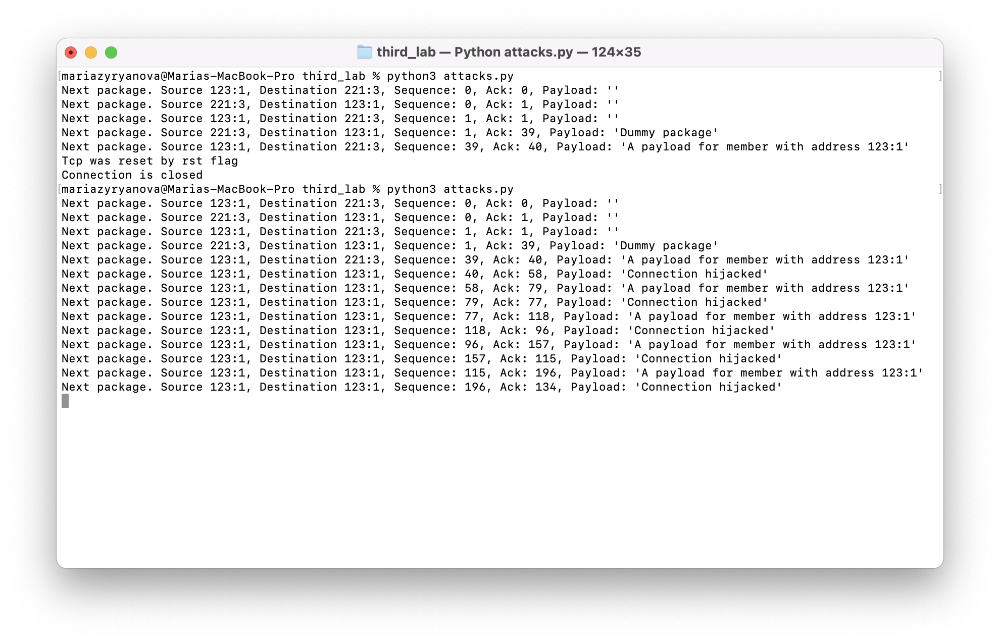 third_lab — Python attacks.py — 124×35
[mariazyryanova@Marias-MacBook-Pro third_lab % python3 attacks.py ]
Next package. Source 123:1, Destination 221:3, Sequence: 0, Ack: 0, Payload: ''
Next package. Source 221:3, Destination 123:1, Sequence: 0, Ack: 1, Payload: ''
Next package. Source 123:1, Destination 221:3, Sequence: 1, Ack: 1, Payload: ''
Next package. Source 221:3, Destination 123:1, Sequence: 1, Ack: 39, Payload: 'Dummy package'
Next package. Source 123:1, Destination 221:3, Sequence: 39, Ack: 40, Payload: 'A payload for member with address 123:1'
Tcp was reset by rst flag
Connection is closed
[mariazyryanova@Marias-MacBook-Pro third_lab % python3 attacks.py ]
Next package. Source 123:1, Destination 221:3, Sequence: 0, Ack: 0, Payload: ''
Next package. Source 221:3, Destination 123:1, Sequence: 0, Ack: 1, Payload: ''
Next package. Source 123:1, Destination 221:3, Sequence: 1, Ack: 1, Payload: ''
Next package. Source 221:3, Destination 123:1, Sequence: 1, Ack: 39, Payload: 'Dummy package'
Next package. Source 123:1, Destination 221:3, Sequence: 39, Ack: 40, Payload: 'A payload for member with address 123:1'
Next package. Source 123:1, Destination 123:1, Sequence: 40, Ack: 58, Payload: 'Connection hijacked'
Next package. Source 123:1, Destination 123:1, Sequence: 58, Ack: 79, Payload: 'A payload for member with address 123:1'
Next package. Source 123:1, Destination 123:1, Sequence: 79, Ack: 77, Payload: 'Connection hijacked'
Next package. Source 123:1, Destination 123:1, Sequence: 77, Ack: 118, Payload: 'A payload for member with address 123:1'
Next package. Source 123:1, Destination 123:1, Sequence: 118, Ack: 96, Payload: 'Connection hijacked'
Next package. Source 123:1, Destination 123:1, Sequence: 96, Ack: 157, Payload: 'A payload for member with address 123:1'
Next package. Source 123:1, Destination 123:1, Sequence: 157, Ack: 115, Payload: 'Connection hijacked'
Next package. Source 123:1, Destination 123:1, Sequence: 115, Ack: 196, Payload: 'A payload for member with address 123:1'
Next package. Source 123:1, Destination 123:1, Sequence: 196, Ack: 134, Payload: 'Connection hijacked'